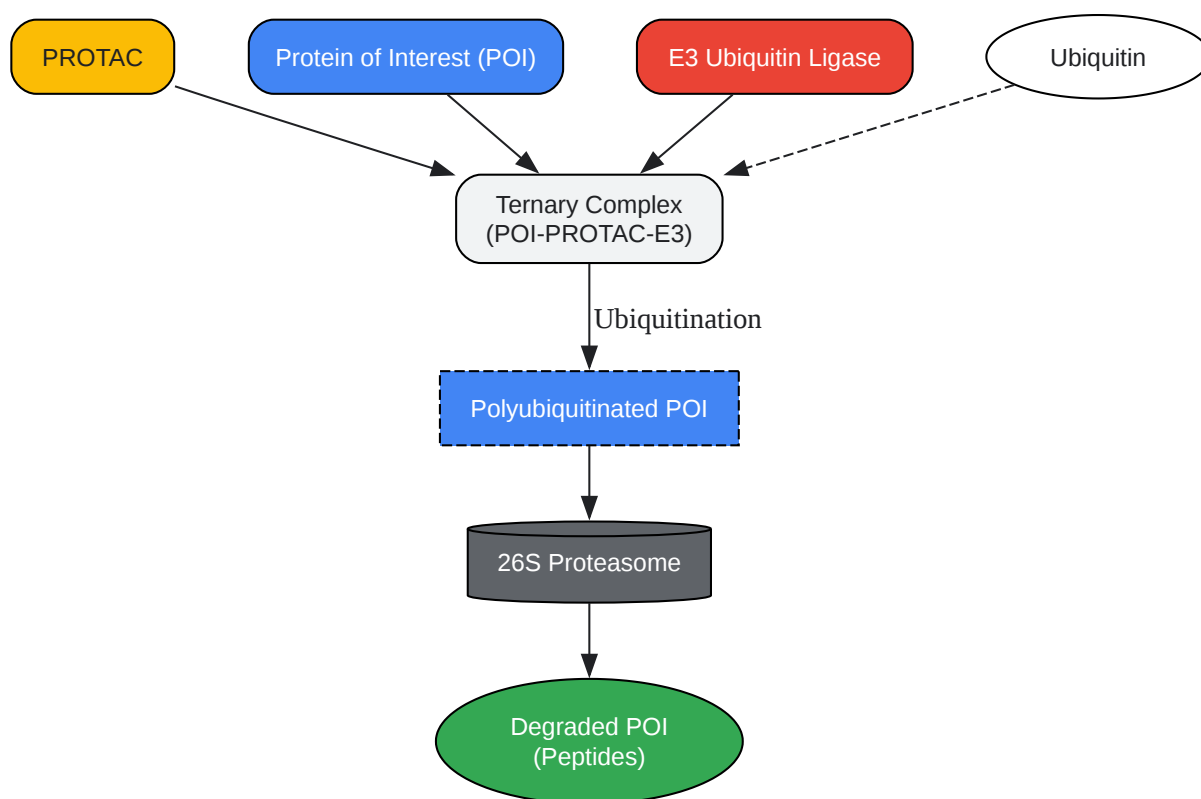 PROTAC
Protein of Interest (POI)
E3 Ubiquitin Ligase
Ubiquitin
Ternary Complex
(POI-PROTAC-E3)
Ubiquitination
Polyubiquitinated POI
26S Proteasome
Degraded POI
(Peptides)